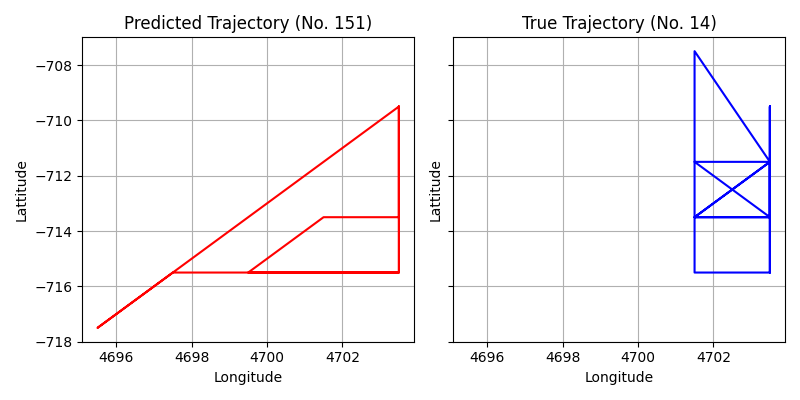 Predicted Trajectory (No. 151)
Lattitude
−708
−710
−712
−714
−716
−718
4696 4698 4700 4702
Longitude
True Trajectory (No. 14)
Lattitude
4696 4698 4700 4702
Longitude